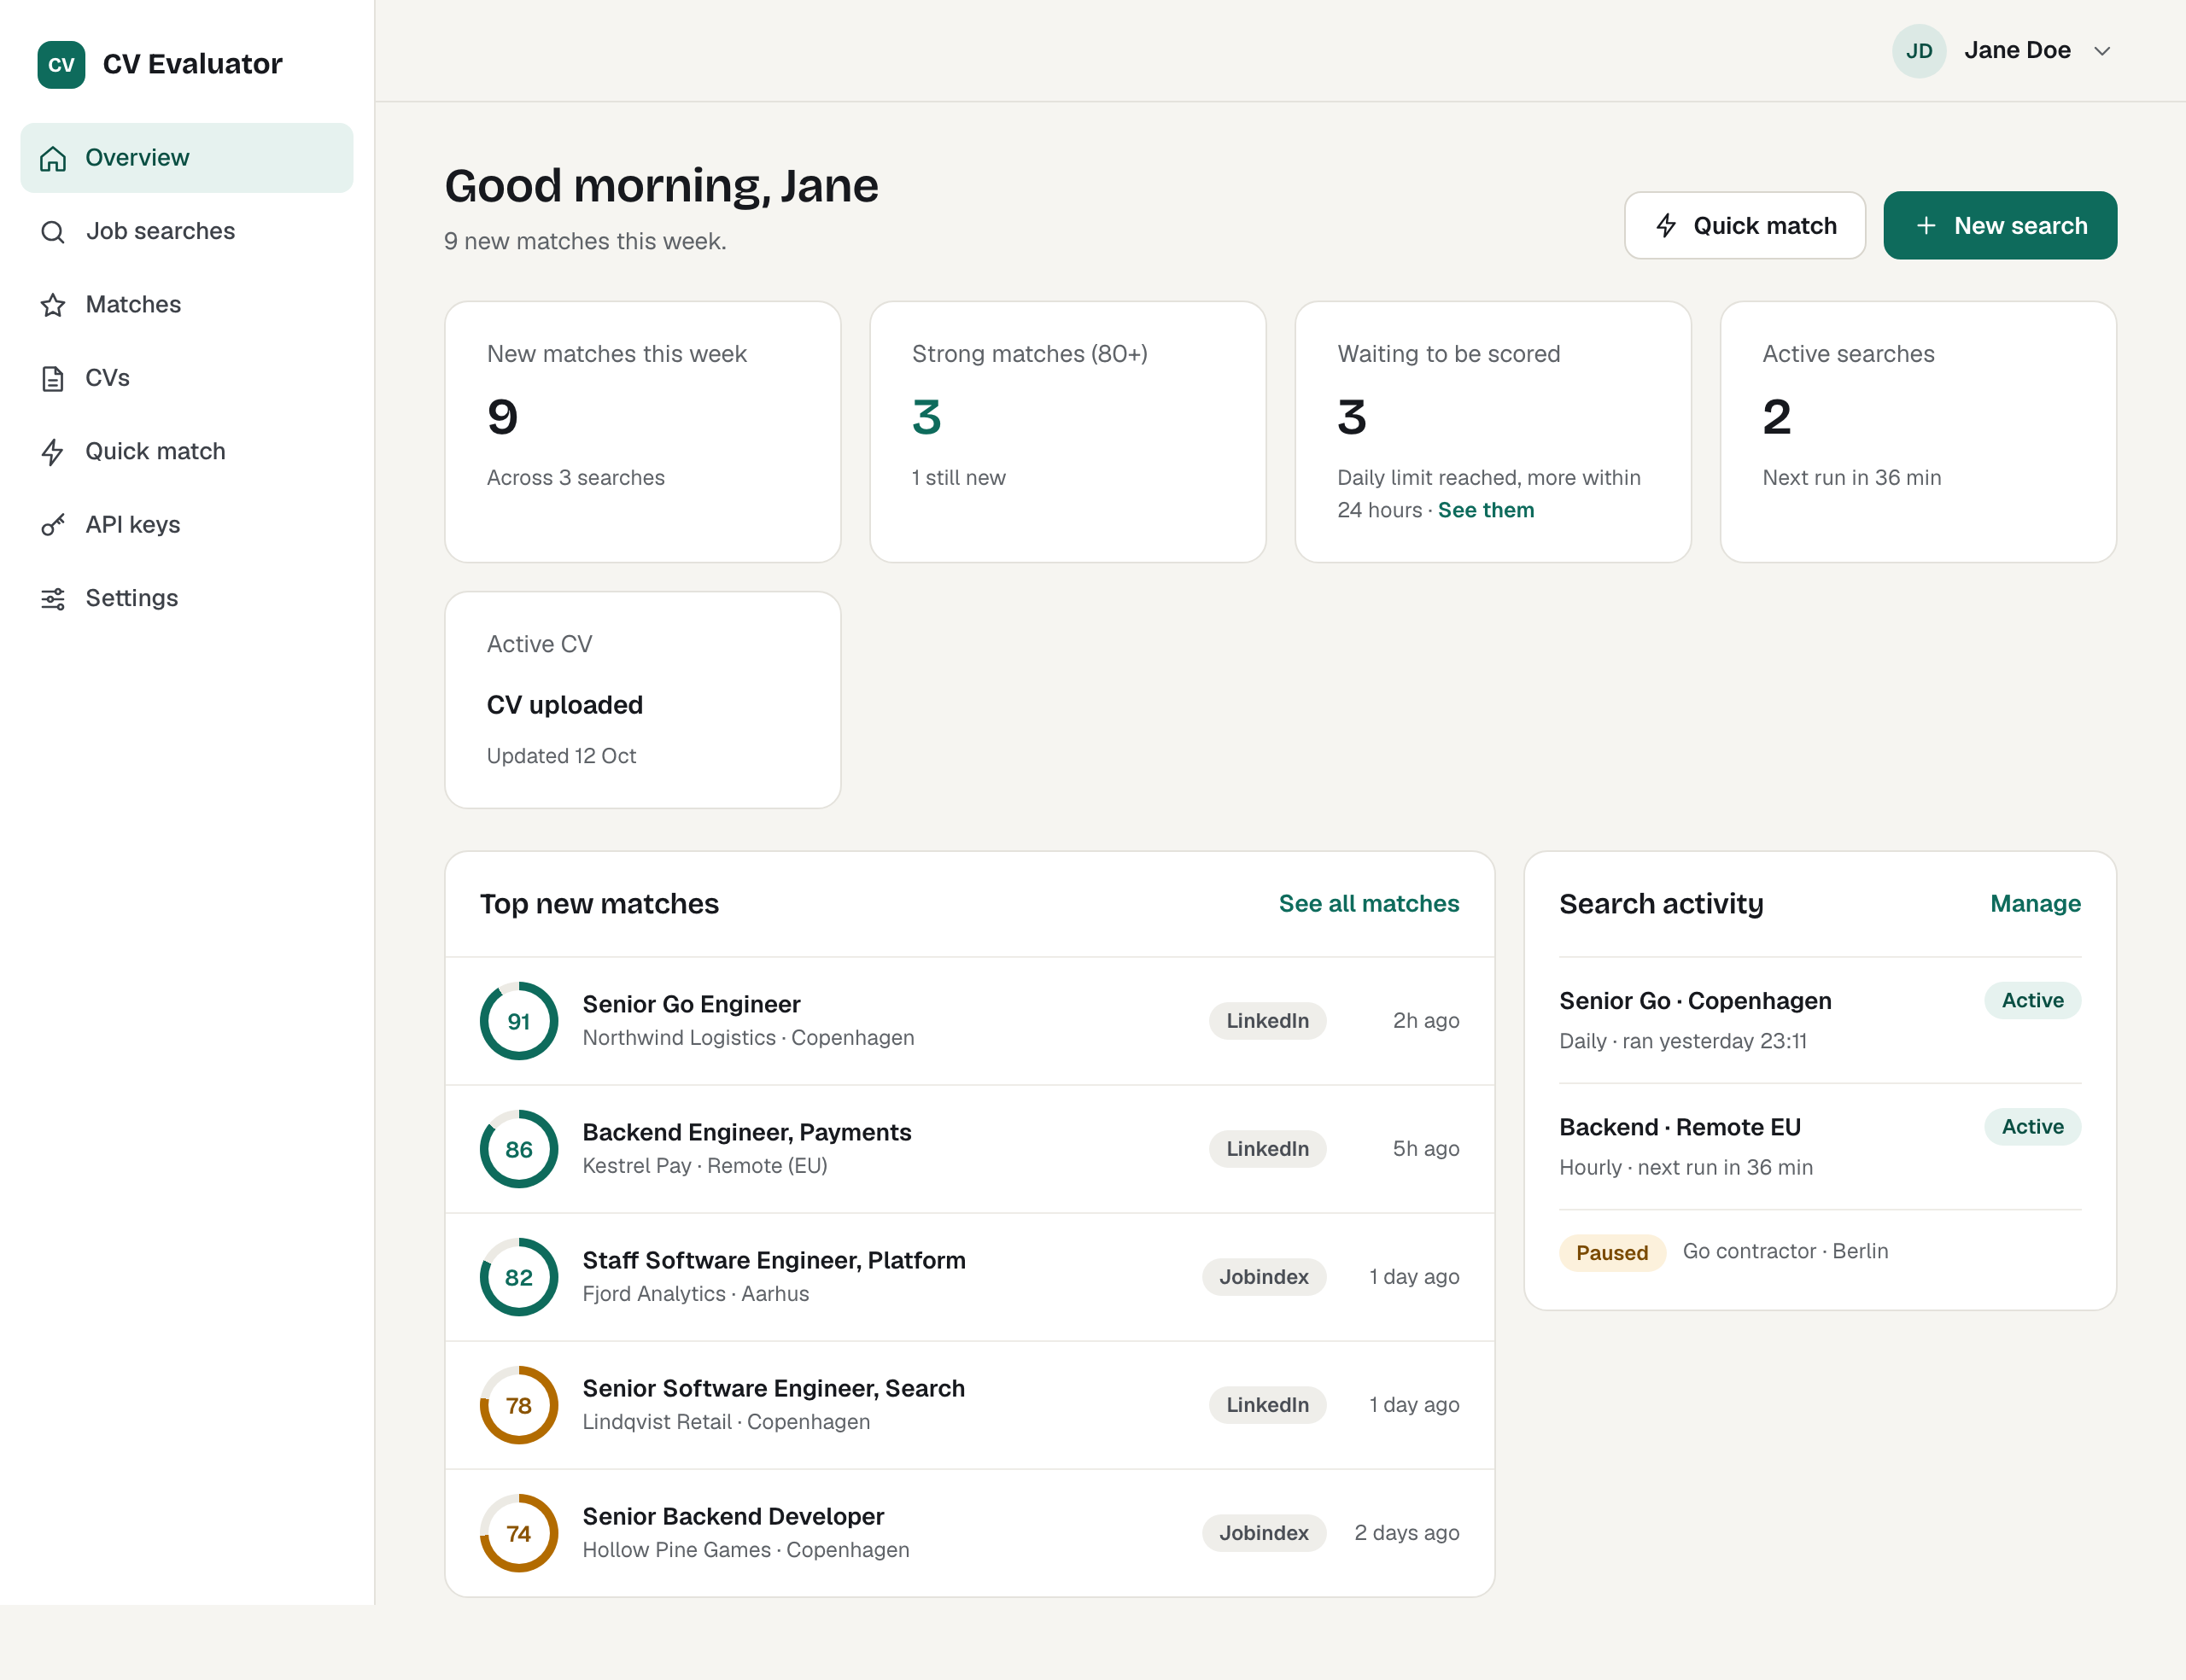 CV
CV Evaluator
Overview
Job searches
Matches
CVs
Quick match
API keys
Settings
JD
Jane Doe
Good morning, Jane
9 new matches this week.
Quick match
New search
New matches this week
9
Across 3 searches
Strong matches (80+)
3
1 still new
Waiting to be scored
3
Daily limit reached, more within
24 hours · See them
Active searches
2
Next run in 36 min
Active CV
CV uploaded
Updated 12 Oct
Top new matches
See all matches
91
Senior Go Engineer
Northwind Logistics · Copenhagen
LinkedIn
2h ago
86
Backend Engineer, Payments
Kestrel Pay · Remote (EU)
LinkedIn
5h ago
82
Staff Software Engineer, Platform
Fjord Analytics · Aarhus
Jobindex
1 day ago
78
Senior Software Engineer, Search
Lindqvist Retail · Copenhagen
LinkedIn
1 day ago
74
Senior Backend Developer
Hollow Pine Games · Copenhagen
Jobindex
2 days ago
Search activity
Manage
Senior Go · Copenhagen
Active
Daily · ran yesterday 23:11
Backend · Remote EU
Active
Hourly · next run in 36 min
Paused
Go contractor · Berlin